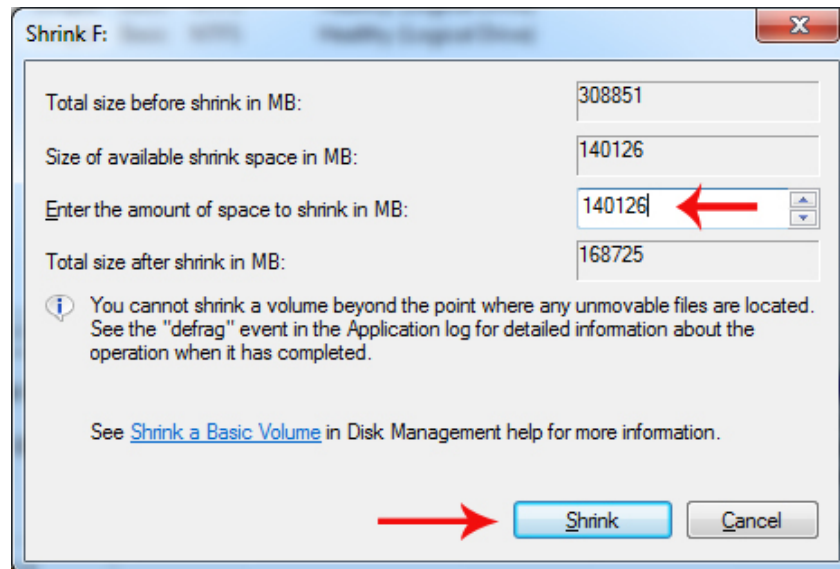 Shrink F:
Total size before shrink in MB: 308851
Size of available shrink space in MB: 140126
Enter the amount of space to shrink in MB: 140126
Total size after shrink in MB: 168725
You cannot shrink a volume beyond the point where any unmovable files are located.
See the "defrag" event in the Application log for detailed information about the
operation when it has completed.
See Shrink a Basic Volume in Disk Management help for more information.
Shrink Cancel